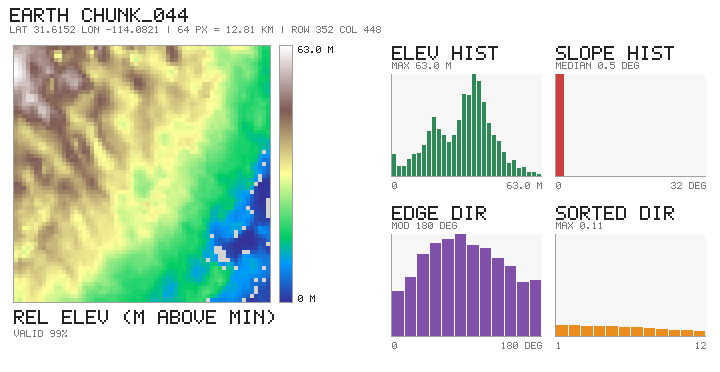 EARTH CHUNK_044
LAT 31.6152 LON -114.0821 | 64 PX = 12.81 KM | ROW 352 COL 448
63.0 M
0 M
REL ELEV (M ABOVE MIN)
VALID 99%
ELEV HIST
MAX 63.0 M
0 63.0 M
SLOPE HIST
MEDIAN 0.5 DEG
0 32 DEG
EDGE DIR
MOD 180 DEG
0 180 DEG
SORTED DIR
MAX 0.11
1 12